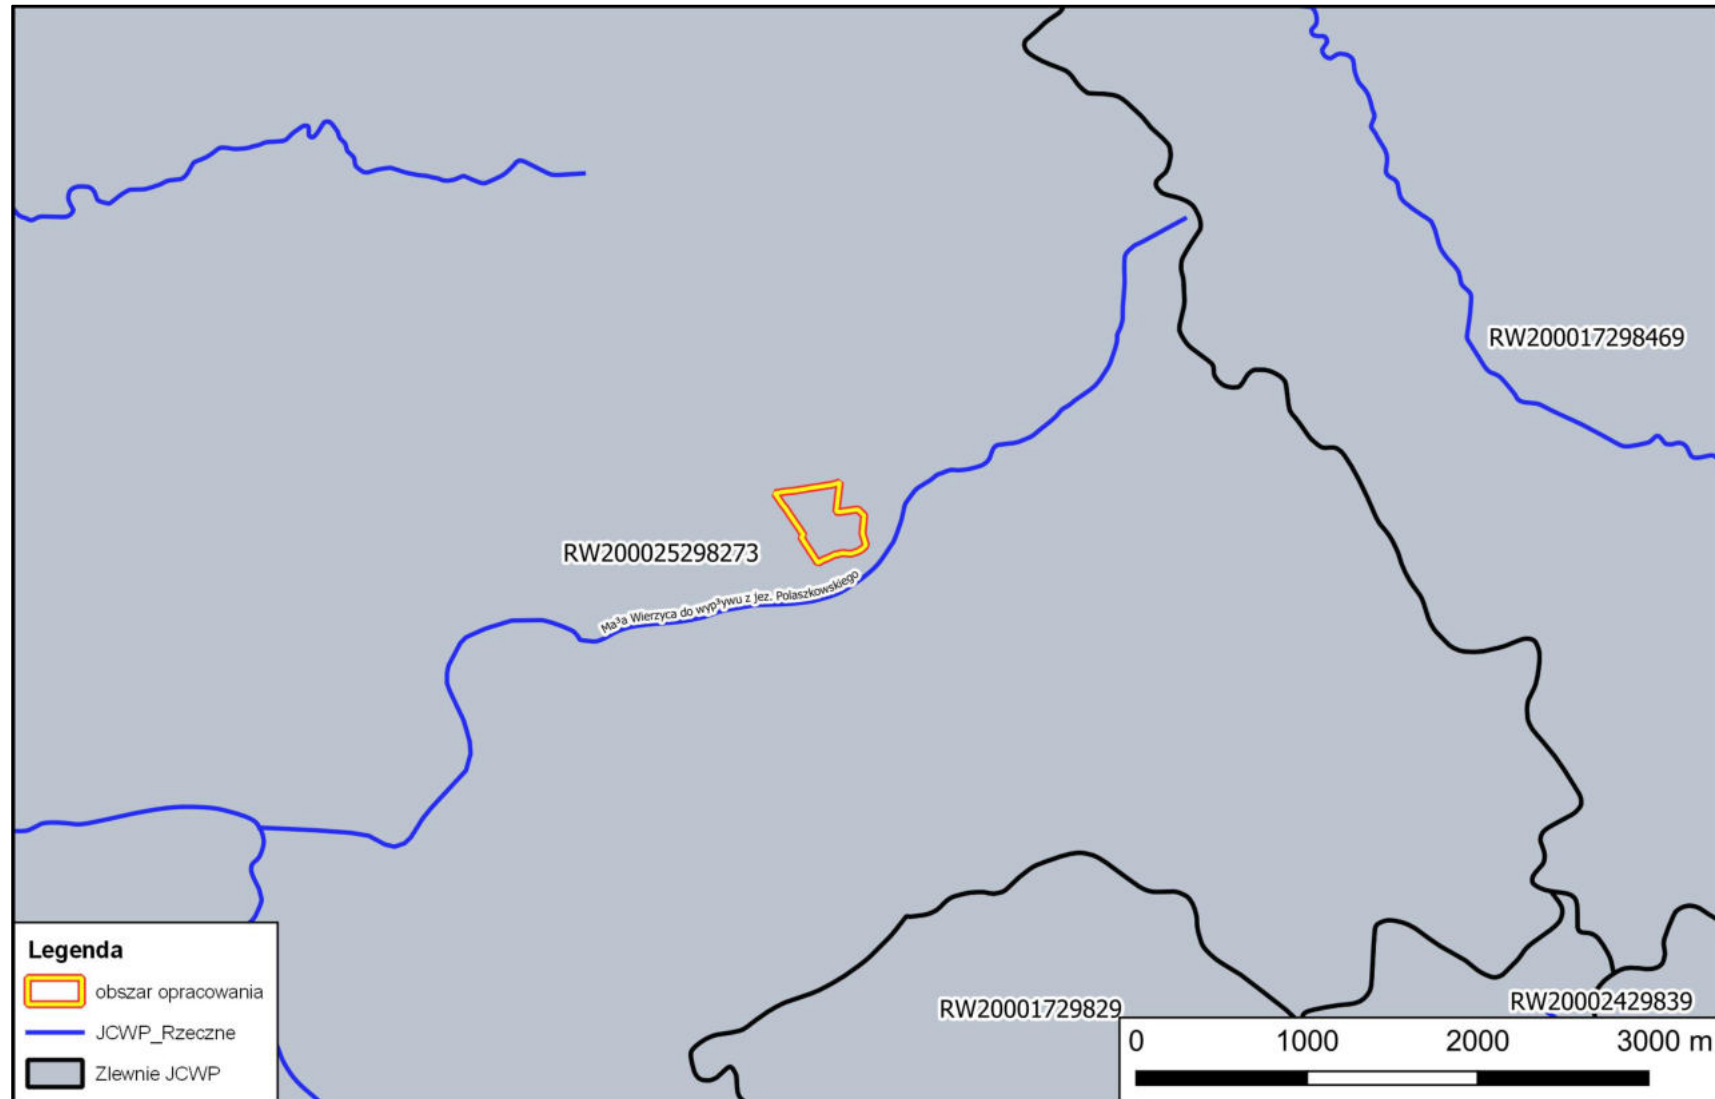 RW200017298469
RW200025298273
Ma³a Wierzyca do wyp³ywu z jez. Polaszkowskiego
RW20001729829
RW20002429839
Legenda
obszar opracowania
JCWP_Rzeczne
Zlewnie JCWP
0 1000 2000 3000 m